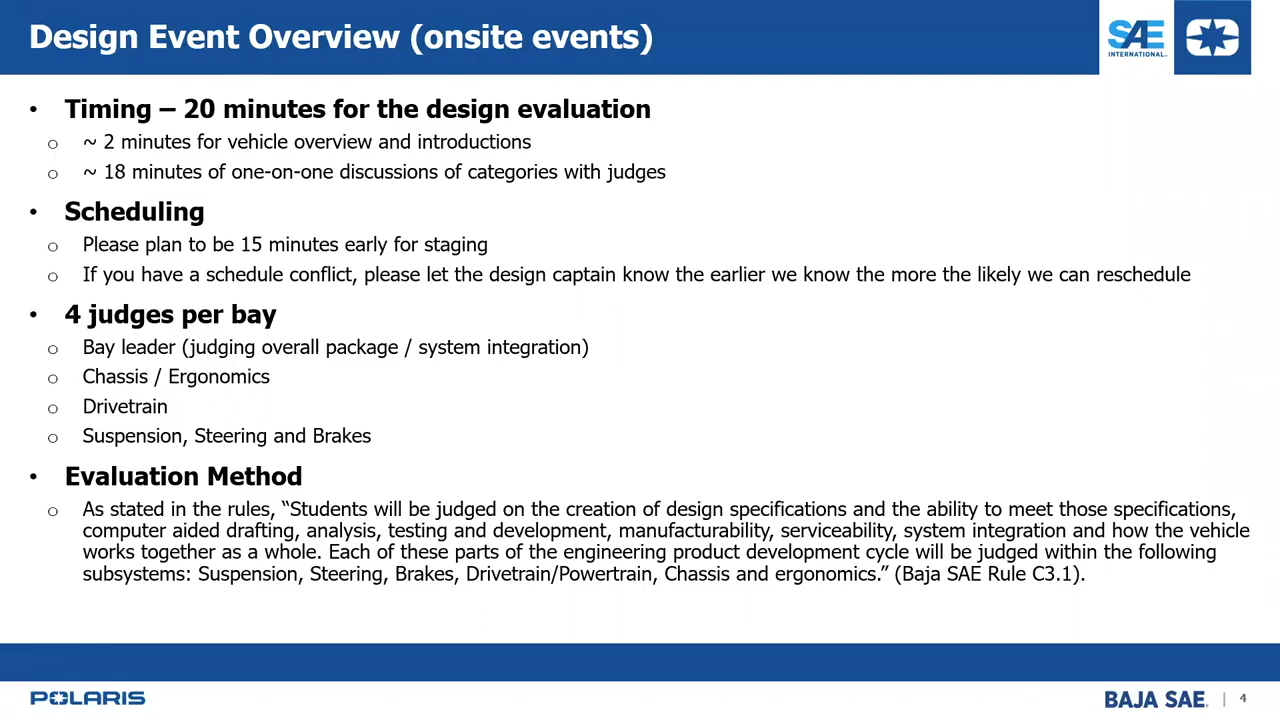 Design Event Overview (onsite events)
SAE
INTERNATIONAL
• Timing – 20 minutes for the design evaluation
o ~ 2 minutes for vehicle overview and introductions
o ~ 18 minutes of one-on-one discussions of categories with judges
• Scheduling
o Please plan to be 15 minutes early for staging
o If you have a schedule conflict, please let the design captain know the earlier we know the more the likely we can reschedule
• 4 judges per bay
o Bay leader (judging overall package / system integration)
o Chassis / Ergonomics
o Drivetrain
o Suspension, Steering and Brakes
• Evaluation Method
o As stated in the rules, “Students will be judged on the creation of design specifications and the ability to meet those specifications,
computer aided drafting, analysis, testing and development, manufacturability, serviceability, system integration and how the vehicle
works together as a whole. Each of these parts of the engineering product development cycle will be judged within the following
subsystems: Suspension, Steering, Brakes, Drivetrain/Powertrain, Chassis and ergonomics.” (Baja SAE Rule C3.1).
POLARIS
BAJA SAE | 4